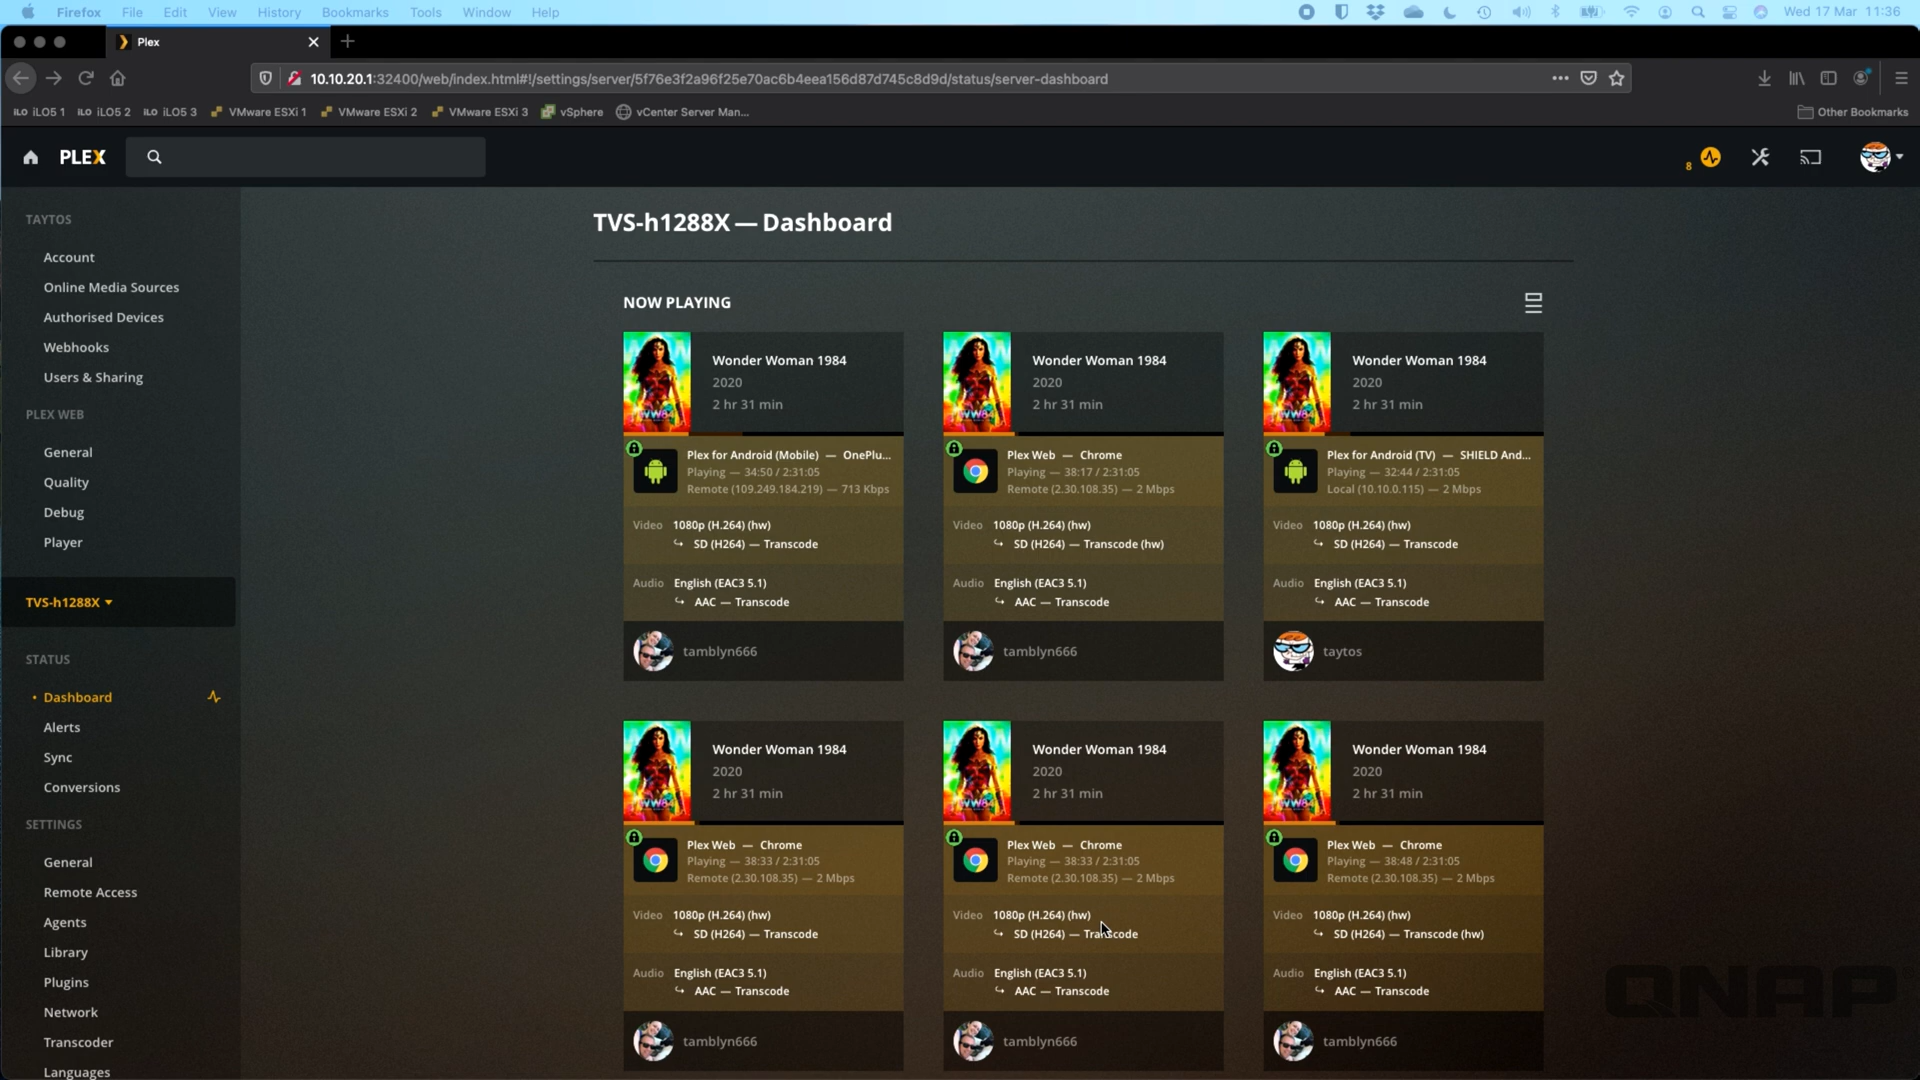 Firefox File Edit View History Bookmarks Tools Window Help Wed 17 Mar 11:36
Plex
10.10.20.1:32400/web/index.html#!/settings/server/5f76e3f2a96f25e70ac6b4eea156d87d745c8d9d/status/server-dashboard
iLO iLO5 1 iLO iLO5 2 iLO iLO5 3 VMware ESXi 1 VMware ESXi 2 VMware ESXi 3 vSphere vCenter Server Man... Other Bookmarks
PLEX 8
TAYTOS
Account
Online Media Sources
Authorised Devices
Webhooks
Users & Sharing
PLEX WEB
General
Quality
Debug
Player
TVS-h1288X
STATUS
Dashboard
Alerts
Sync
Conversions
SETTINGS
General
Remote Access
Agents
Library
Plugins
Network
Transcoder
Languages
TVS-h1288X — Dashboard
NOW PLAYING
Wonder Woman 1984
2020
2 hr 31 min
WW84
Plex for Android (Mobile) — OnePlu...
Playing — 34:50 / 2:31:05
Remote (109.249.184.219) — 713 Kbps
Video 1080p (H.264) (hw)
SD (H264) — Transcode
Audio English (EAC3 5.1)
AAC — Transcode
tamblyn666
Wonder Woman 1984
2020
2 hr 31 min
WW84
Plex Web — Chrome
Playing — 38:17 / 2:31:05
Remote (2.30.108.35) — 2 Mbps
Video 1080p (H.264) (hw)
SD (H264) — Transcode (hw)
Audio English (EAC3 5.1)
AAC — Transcode
tamblyn666
Wonder Woman 1984
2020
2 hr 31 min
WW84
Plex for Android (TV) — SHIELD And...
Playing — 32:44 / 2:31:05
Local (10.10.0.115) — 2 Mbps
Video 1080p (H.264) (hw)
SD (H264) — Transcode
Audio English (EAC3 5.1)
AAC — Transcode
taytos
Wonder Woman 1984
2020
2 hr 31 min
WW84
Plex Web — Chrome
Playing — 38:33 / 2:31:05
Remote (2.30.108.35) — 2 Mbps
Video 1080p (H.264) (hw)
SD (H264) — Transcode
Audio English (EAC3 5.1)
AAC — Transcode
tamblyn666
Wonder Woman 1984
2020
2 hr 31 min
WW84
Plex Web — Chrome
Playing — 38:33 / 2:31:05
Remote (2.30.108.35) — 2 Mbps
Video 1080p (H.264) (hw)
SD (H264) — Transcode
Audio English (EAC3 5.1)
AAC — Transcode
tamblyn666
Wonder Woman 1984
2020
2 hr 31 min
WW84
Plex Web — Chrome
Playing — 38:48 / 2:31:05
Remote (2.30.108.35) — 2 Mbps
Video 1080p (H.264) (hw)
SD (H264) — Transcode (hw)
Audio English (EAC3 5.1)
AAC — Transcode
tamblyn666
QNAP